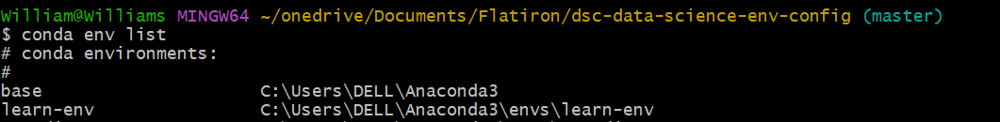 William@Williams MINGW64 ~/onedrive/Documents/Flatiron/dsc-data-science-env-config (master)
$ conda env list
# conda environments:
#
base                     C:\Users\DELL\Anaconda3
learn-env                C:\Users\DELL\Anaconda3\envs\learn-env